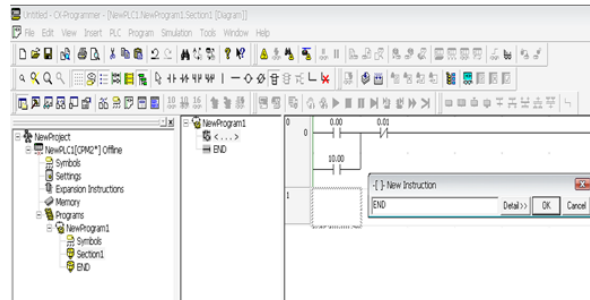 Untitled - CX-Programmer - [NewPLC1.NewProgram1.Section1 [Diagram]]
File Edit View Insert PLC Program Simulation Tools Window Help
NewProject
NewPLC1[CPM2*] Offline
Symbols
Settings
Expansion Instructions
Memory
Programs
NewProgram1
Symbols
Section1
END
NewProgram1
< . . . >
END
0
0
0.00
0.01
10.00
1
-[ ]- New Instruction
END
Detail >>
OK
Cancel